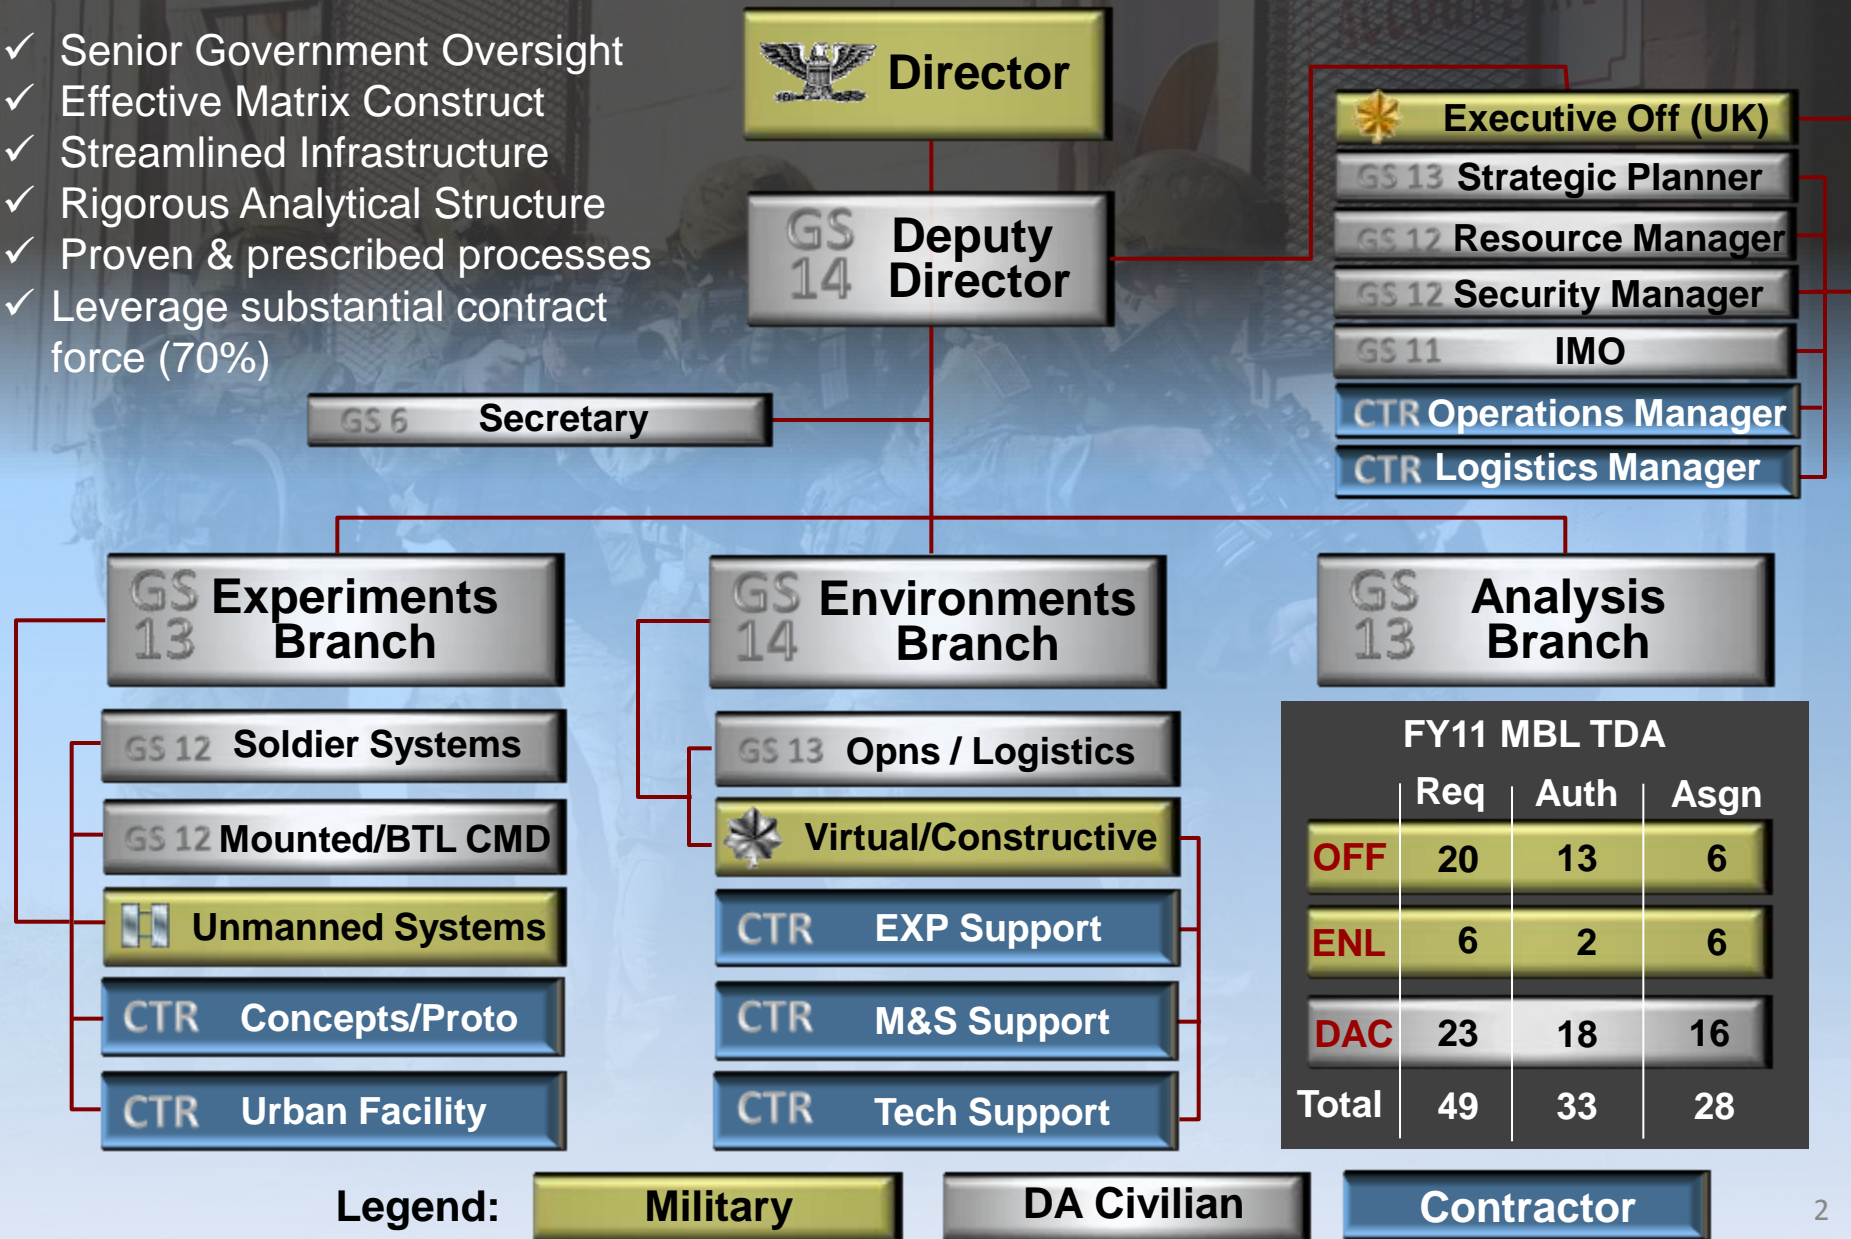 ✓ Senior Government Oversight
✓ Effective Matrix Construct
✓ Streamlined Infrastructure
✓ Rigorous Analytical Structure
✓ Proven & prescribed processes
✓ Leverage substantial contract
force (70%)
Director
GS 14 Deputy
Director
Executive Off (UK)
GS 13 Strategic Planner
GS 12 Resource Manager
GS 12 Security Manager
GS 11 IMO
CTR Operations Manager
CTR Logistics Manager
GS 6 Secretary
GS 13 Experiments
Branch
GS 12 Soldier Systems
GS 12 Mounted/BTL CMD
Unmanned Systems
CTR Concepts/Proto
CTR Urban Facility
GS 14 Environments
Branch
GS 13 Opns / Logistics
Virtual/Constructive
CTR EXP Support
CTR M&S Support
CTR Tech Support
GS 13 Analysis
Branch
FY11 MBL TDA
Req Auth Asgn
OFF 20 13 6
ENL 6 2 6
DAC 23 18 16
Total 49 33 28
Legend: Military DA Civilian Contractor
2